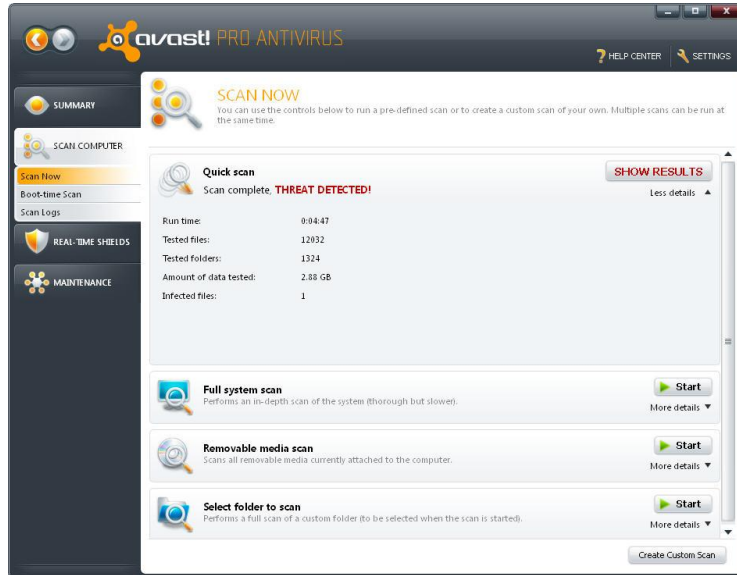 avast! PRO ANTIVIRUS
HELP CENTER
SETTINGS
SUMMARY
SCAN COMPUTER
Scan Now
Boot-time Scan
Scan Logs
REAL-TIME SHIELDS
MAINTENANCE
SCAN NOW
You can use the controls below to run a pre-defined scan or to create a custom scan of your own. Multiple scans can be run at
the same time.
Quick scan
SHOW RESULTS
Scan complete, THREAT DETECTED!
Less details
Run time: 0:04:47
Tested files: 12032
Tested folders: 1324
Amount of data tested: 2.88 GB
Infected files: 1
Full system scan
Performs an in-depth scan of the system (thorough but slower).
Start
More details
Removable media scan
Scans all removable media currently attached to the computer.
Start
More details
Select folder to scan
Performs a full scan of a custom folder (to be selected when the scan is started).
Start
More details
Create Custom Scan